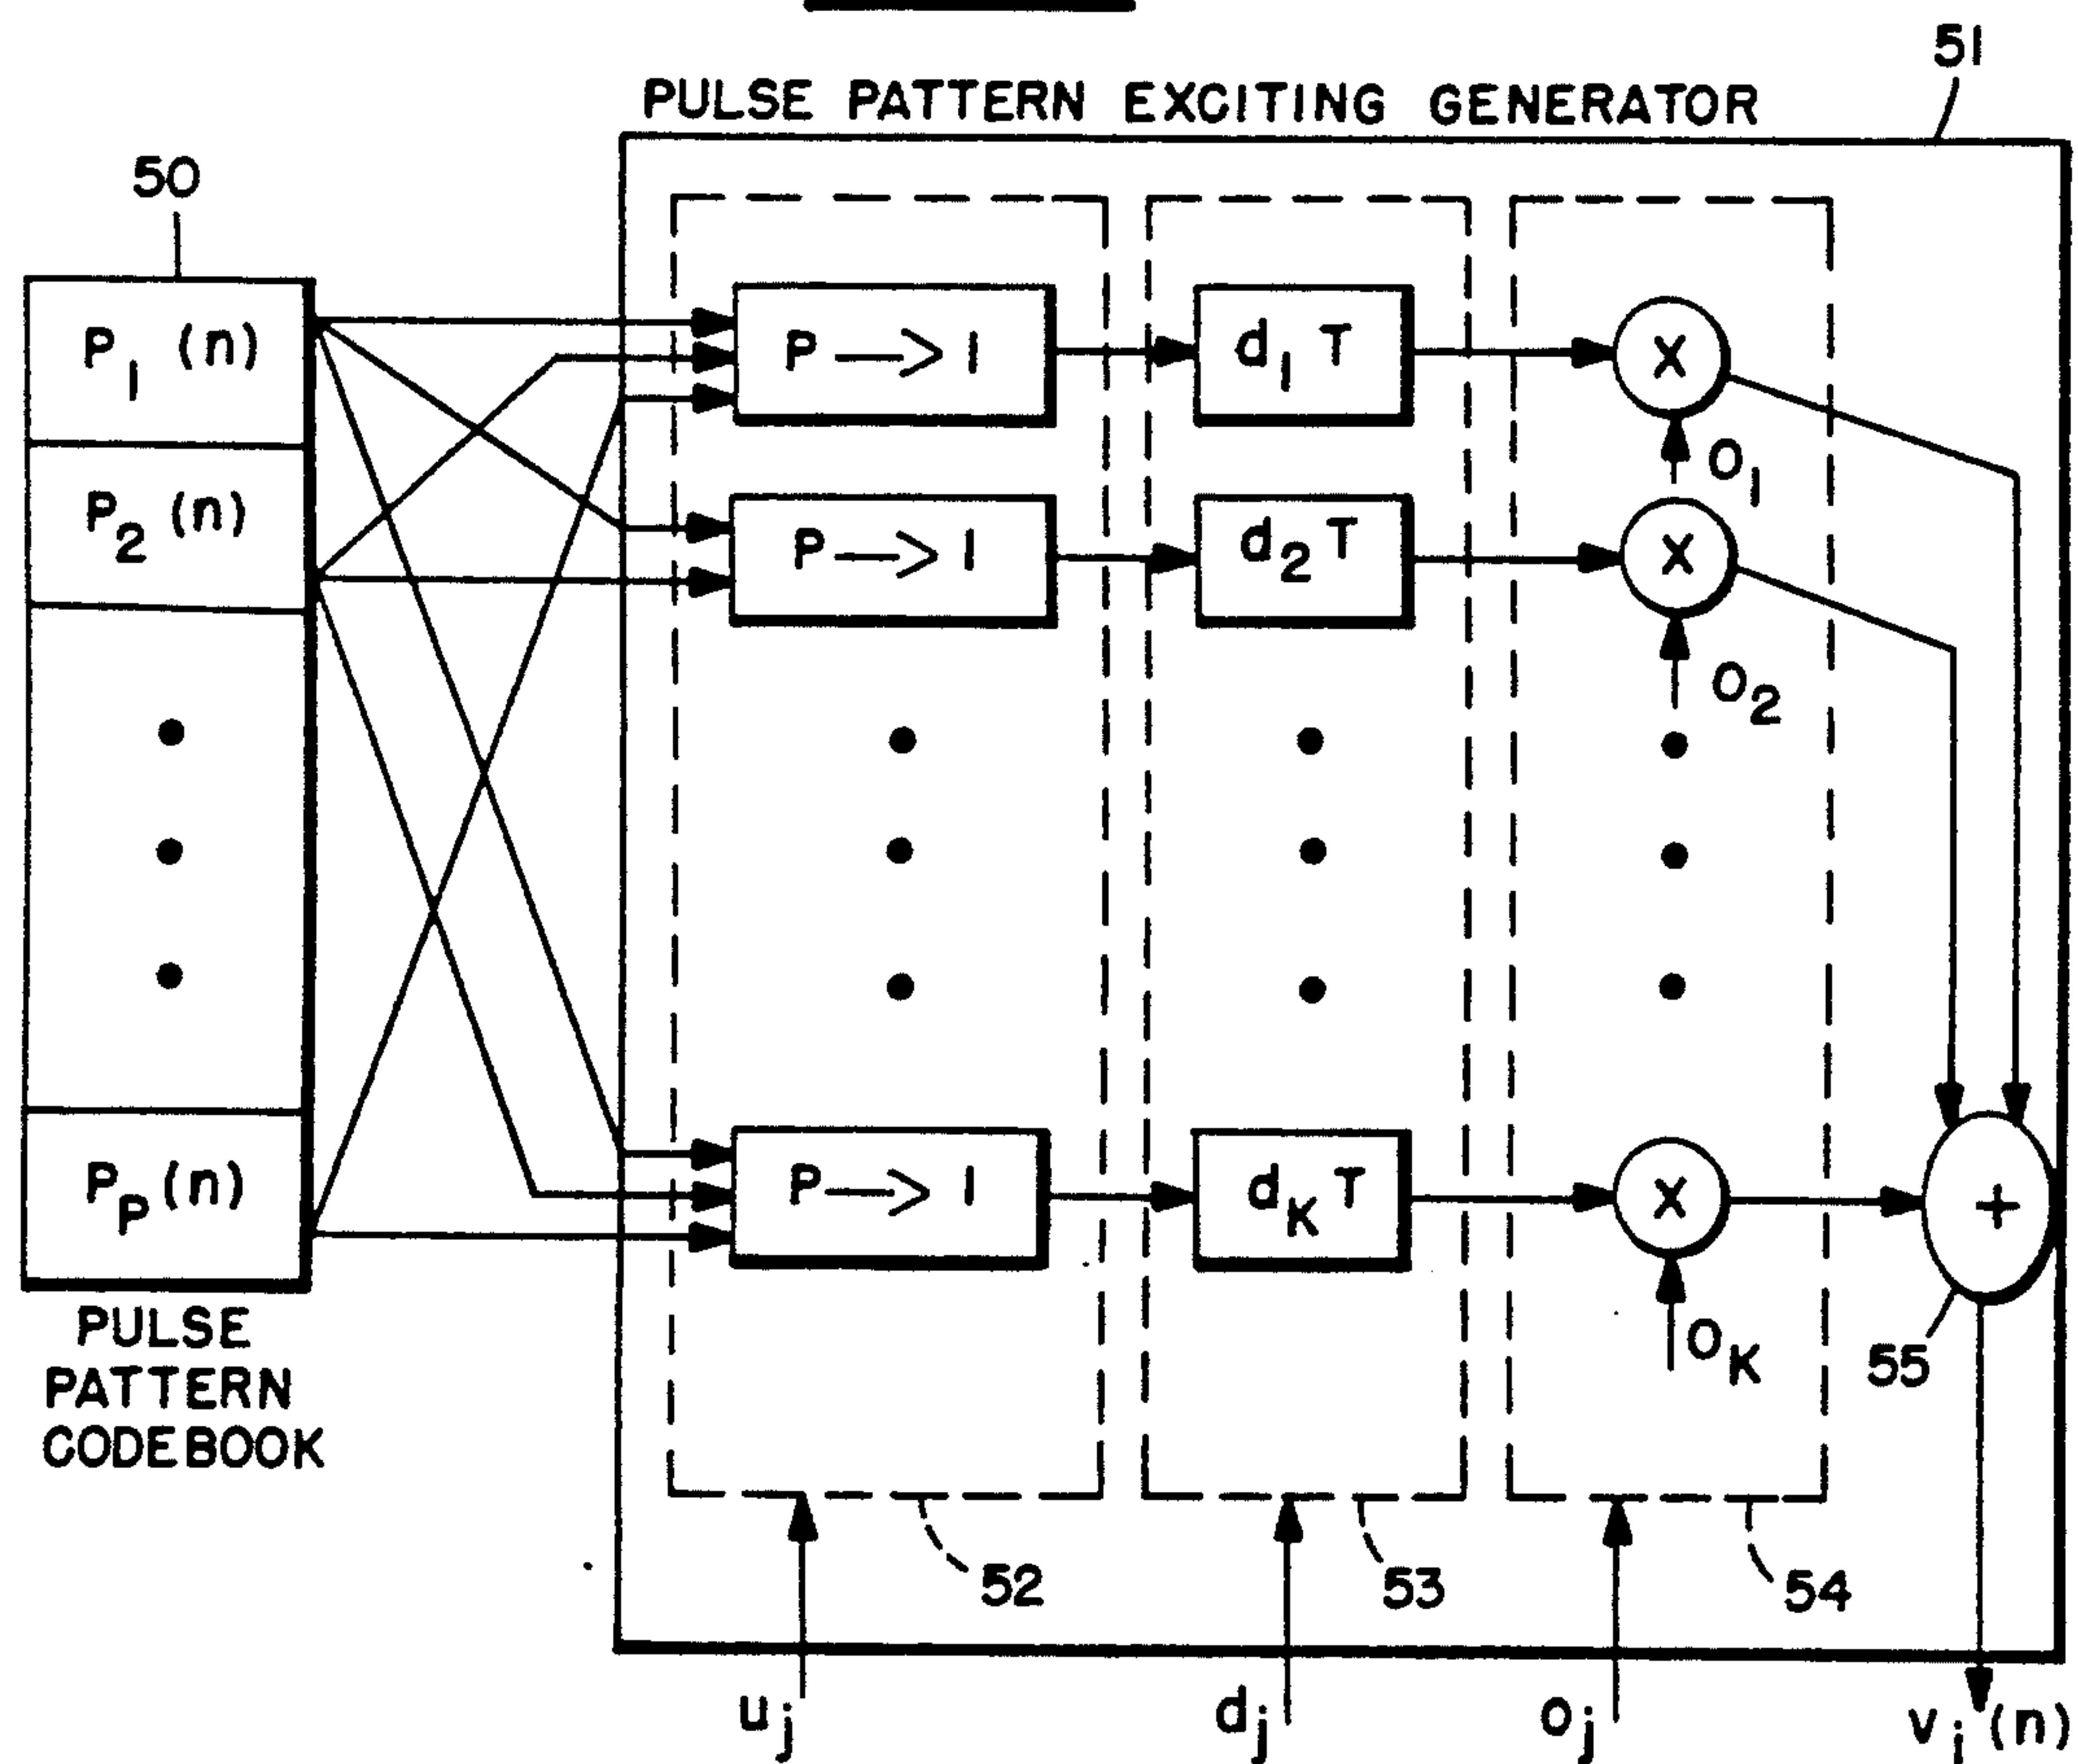 51
PULSE PATTERN EXCITING GENERATOR
50
P1 (n)
P —> 1
d1 T
X
O1
P2 (n)
P —> 1
d2 T
X
O2
PP (n)
P —> 1
dK T
X
+
OK
55
PULSE
PATTERN
CODEBOOK
52
53
54
uj
dj
oj
vj (n)